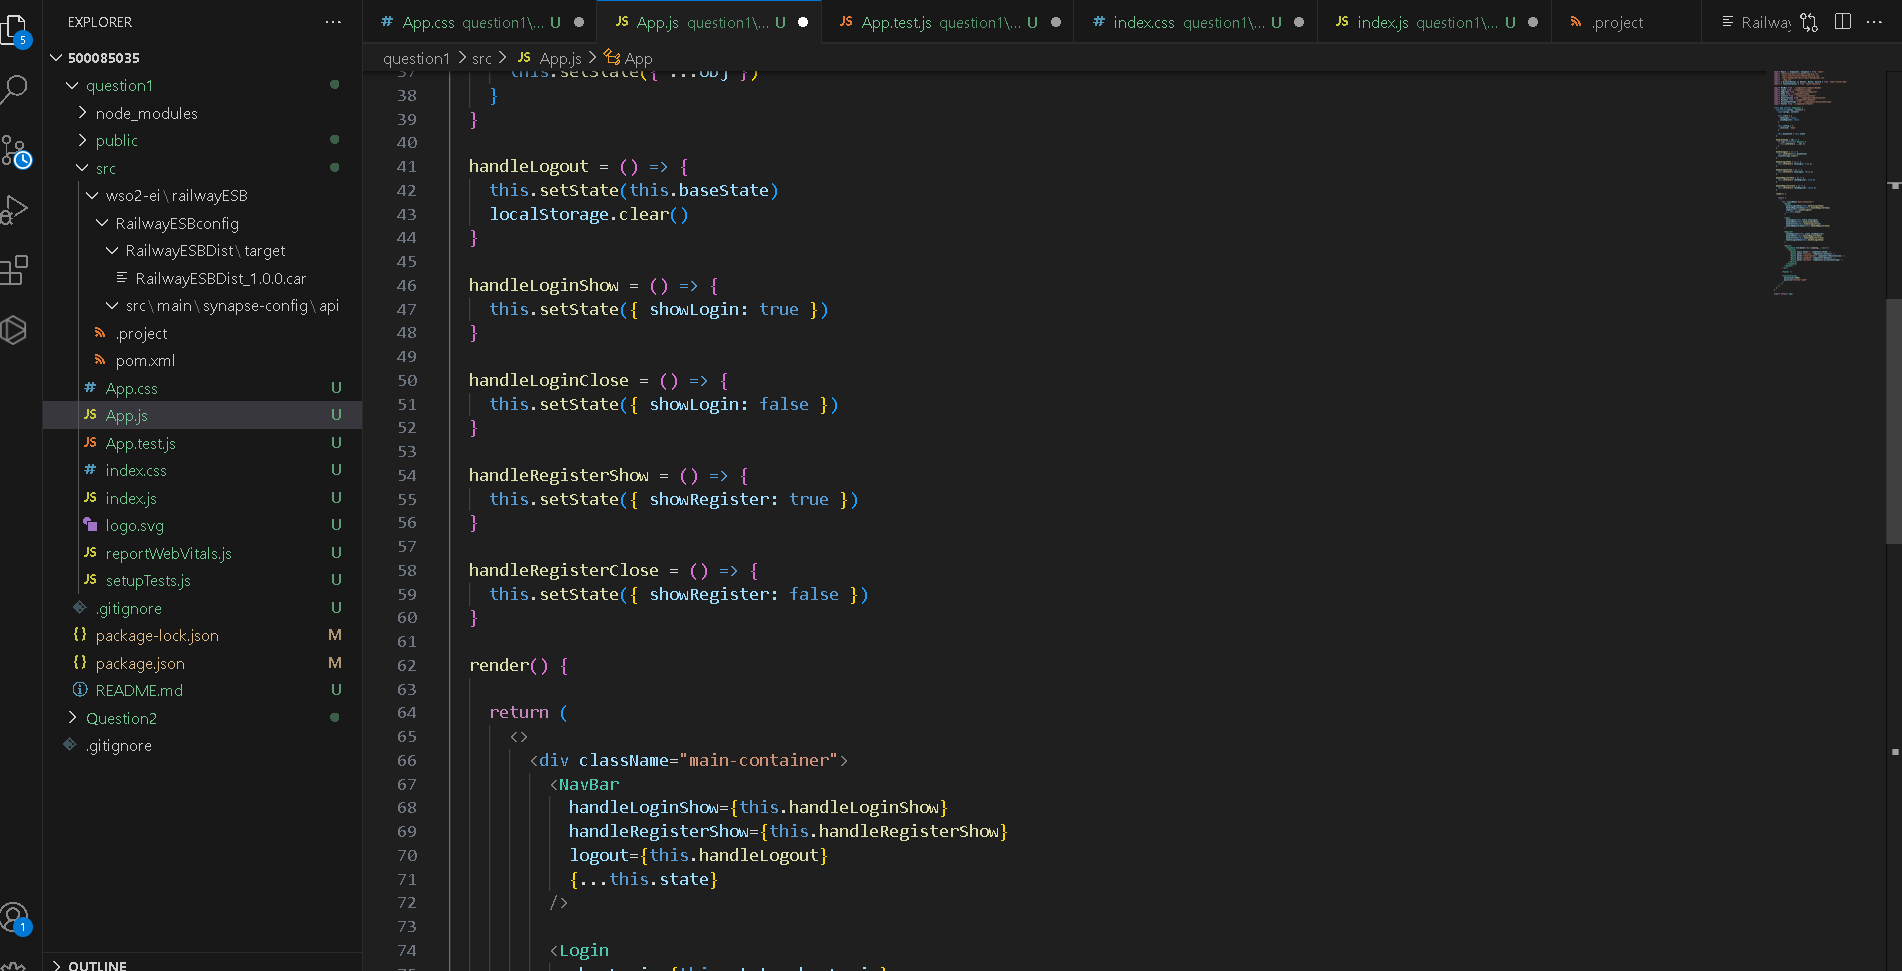 EXPLORER ···
500085035
question1
node_modules
public
src
wso2-ei\railwayESB
RailwayESBconfig
RailwayESBDist\target
RailwayESBDist_1.0.0.car
src\main\synapse-config\api
.project
pom.xml
App.css U
App.js U
App.test.js U
index.css U
index.js U
logo.svg U
reportWebVitals.js U
setupTests.js U
.gitignore U
package-lock.json M
package.json M
README.md U
Question2
.gitignore
OUTLINE
5
1
# App.css question1\... U
JS App.js question1\... U
JS App.test.js question1\... U
# index.css question1\... U
JS index.js question1\... U
.project
Railway
question1 > src > JS App.js > App
37 this.setState({ ...obj })
38 }
39 }
40
41 handleLogout = () => {
42 this.setState(this.baseState)
43 localStorage.clear()
44 }
45
46 handleLoginShow = () => {
47 this.setState({ showLogin: true })
48 }
49
50 handleLoginClose = () => {
51 this.setState({ showLogin: false })
52 }
53
54 handleRegisterShow = () => {
55 this.setState({ showRegister: true })
56 }
57
58 handleRegisterClose = () => {
59 this.setState({ showRegister: false })
60 }
61
62 render() {
63
64 return (
65 <>
66 <div className="main-container">
67 <NavBar
68 handleLoginShow={this.handleLoginShow}
69 handleRegisterShow={this.handleRegisterShow}
70 logout={this.handleLogout}
71 {...this.state}
72 />
73
74 <Login